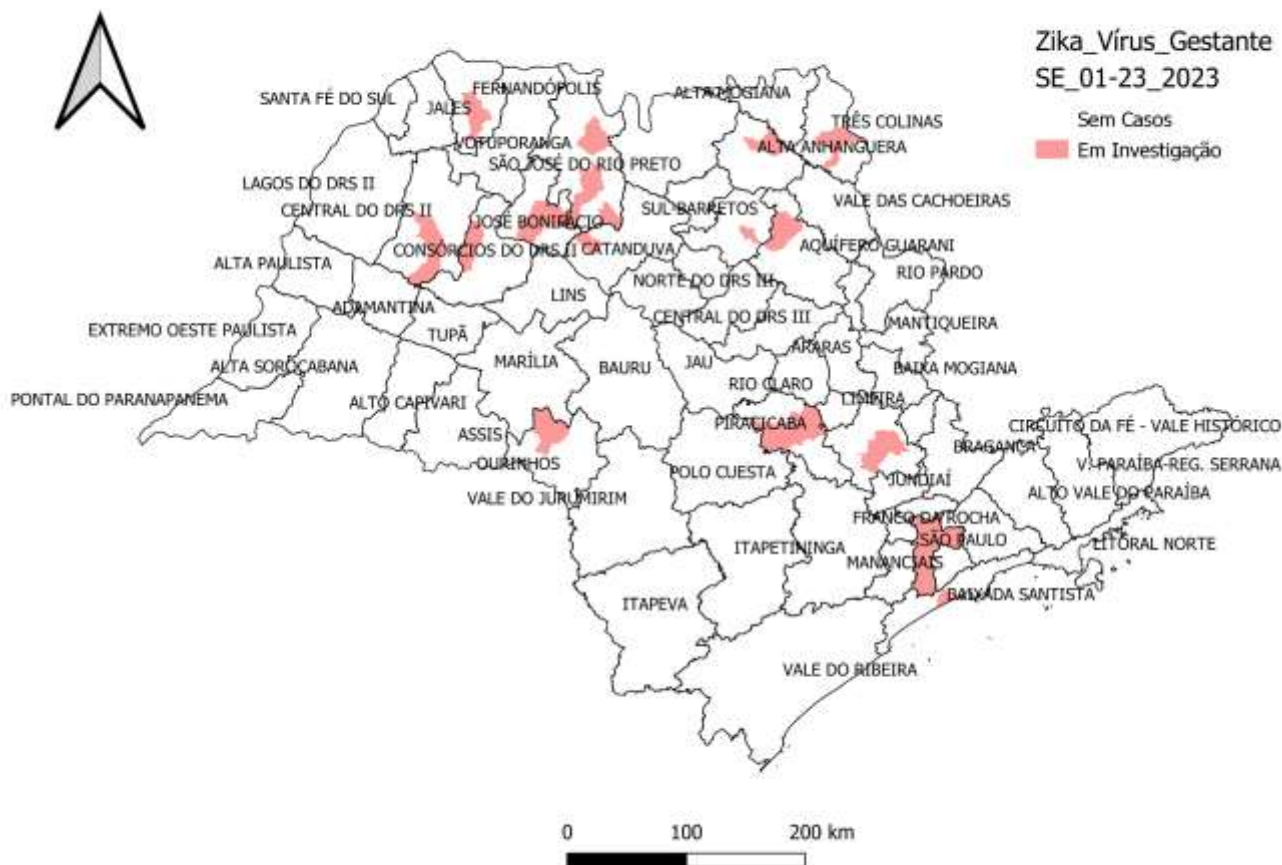 Zika_Vírus_Gestante
SE_01-23_2023
Sem Casos
Em Investigação
SANTA FÉ DO SUL
JALES
FERNANDÓPOLIS
ALTA MOGIANA
TRÊS COLINAS
VOTUPORANGA
ALTA ANHANGUERA
SÃO JOSÉ DO RIO PRETO
LAGOS DO DRS II
CENTRAL DO DRS II
SUL BARRETOS
VALE DAS CACHOEIRAS
JOSÉ BONIFÁCIO
CONSÓRCIOS DO DRS II
CATANDUVA
AQUÍFERO GUARANI
ALTA PAULISTA
NORTE DO DRS III
RIO PARDO
ADAMANTINA
LINS
CENTRAL DO DRS III
MANTIQUEIRA
EXTREMO OESTE PAULISTA
TUPÃ
ARARAS
ALTA SOROCABANA
MARÍLIA
BAURU
JAU
BAIXA MOGIANA
RIO CLARO
PONTAL DO PARANAPANEMA
ALTO CAPIVARI
LIMEIRA
PIRACICABA
CIRCUITO DA FÉ - VALE HISTÓRICO
ASSIS
BRAGANÇA
OURINHOS
POLO CUESTA
V. PARAÍBA-REG. SERRANA
JUNDIAÍ
VALE DO JURUMIRIM
ALTO VALE DO PARAÍBA
FRANCO DA ROCHA
SÃO PAULO
LITORAL NORTE
ITAPETININGA
MANANCIAIS
BAIXADA SANTISTA
ITAPEVA
VALE DO RIBEIRA
0 100 200 km